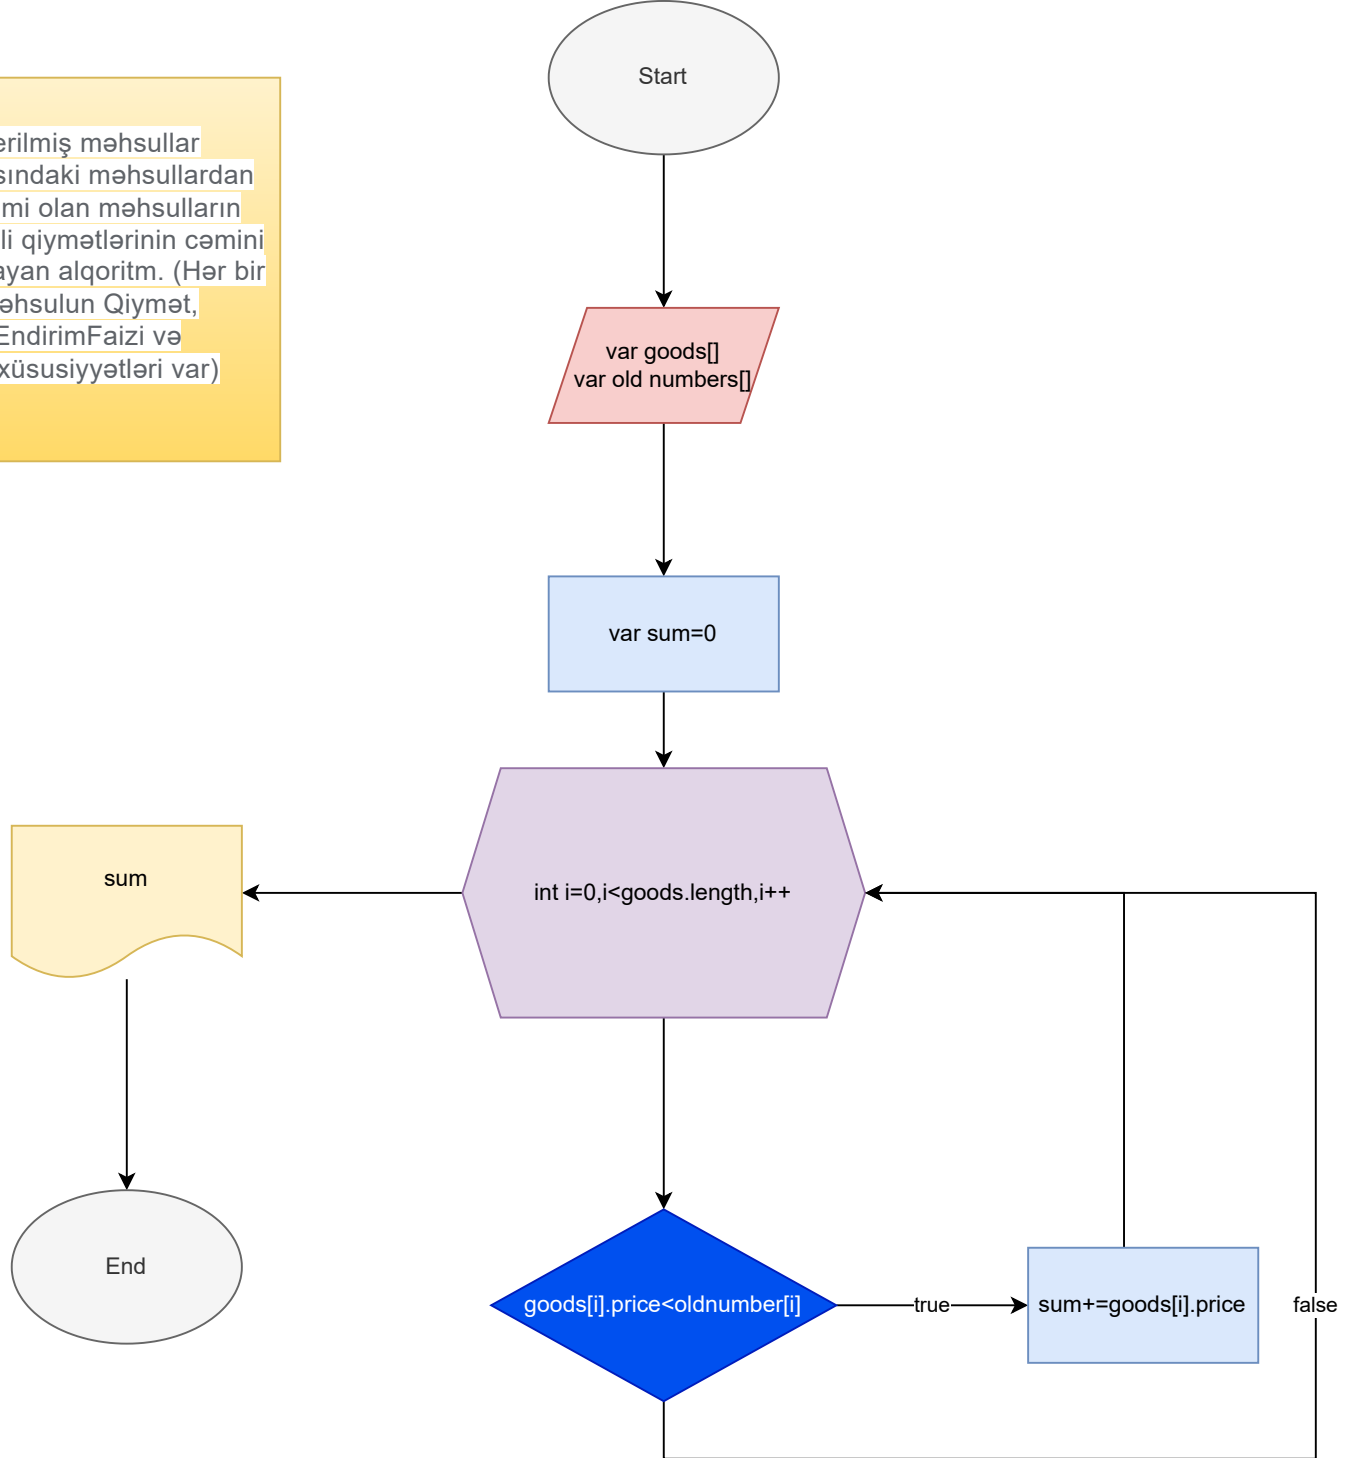 Start
erilmiş məhsullar
sındaki məhsullardan
mi olan məhsulların
li qiymətlərinin cəmini
ayan alqoritm. (Hər bir
əhsulun Qiymət,
EndirimFaizi və
xüsusiyyətləri var)
var goods[]
var old numbers[]
var sum=0
sum
int i=0,i<goods.length,i++
End
goods[i].price<oldnumber[i]
true
sum+=goods[i].price
false